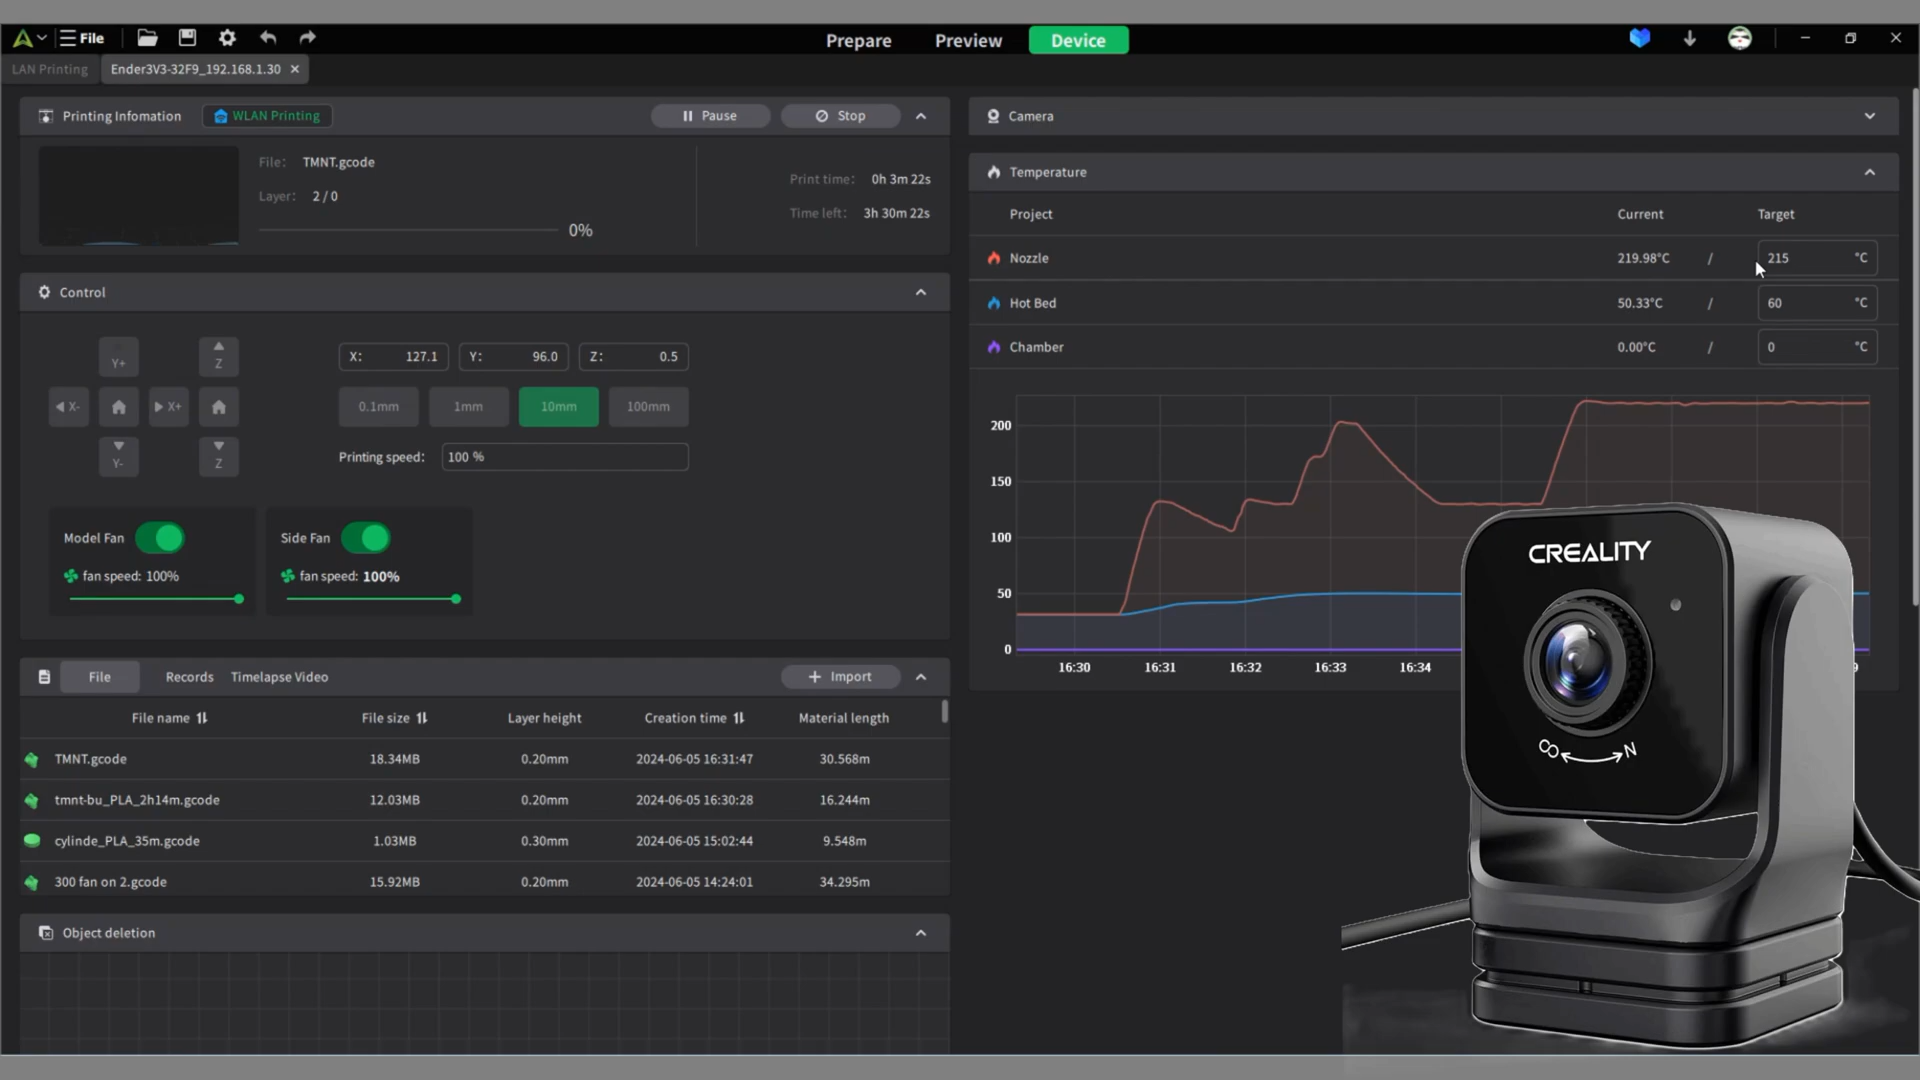 File
Prepare
Preview
Device
LAN Printing
Ender3V3-32F9_192.168.1.30
Printing Infomation
WLAN Printing
Pause
Stop
File: TMNT.gcode
Layer: 2 / 0
0%
Print time: 0h 3m 22s
Time left: 3h 30m 22s
Control
Y+
Z
X-
X+
Y-
Z
X: 127.1
Y: 96.0
Z: 0.5
0.1mm
1mm
10mm
100mm
Printing speed: 100 %
Model Fan
fan speed: 100%
Side Fan
fan speed: 100%
File
Records
Timelapse Video
Import
File name
File size
Layer height
Creation time
Material length
TMNT.gcode 18.34MB 0.20mm 2024-06-05 16:31:47 30.568m
tmnt-bu_PLA_2h14m.gcode 12.03MB 0.20mm 2024-06-05 16:30:28 16.244m
cylinde_PLA_35m.gcode 1.03MB 0.30mm 2024-06-05 15:02:44 9.548m
300 fan on 2.gcode 15.92MB 0.20mm 2024-06-05 14:24:01 34.295m
Object deletion
Camera
Temperature
Project Current Target
Nozzle 219.98°C / 215 °C
Hot Bed 50.33°C / 60 °C
Chamber 0.00°C / 0 °C
200
150
100
50
0
16:30 16:31 16:32 16:33 16:34 9
CREALITY
∞ N